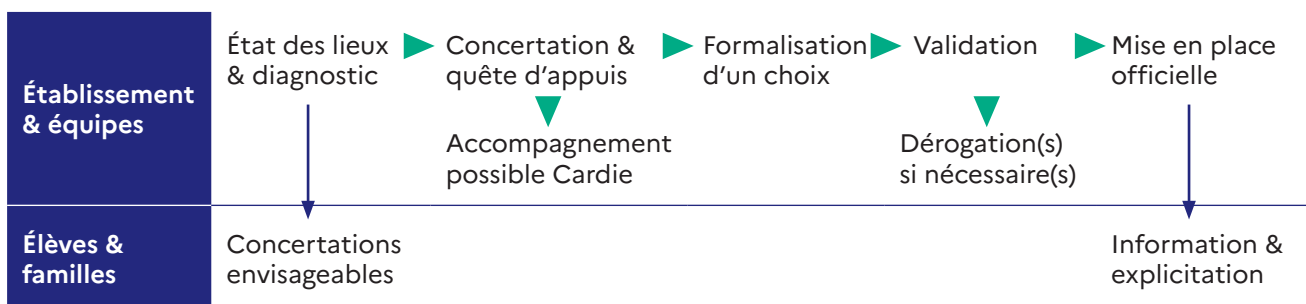 Établissement
& équipes
État des lieux
& diagnostic
Concertation &
quête d’appuis
Accompagnement
possible Cardie
Formalisation
d’un choix
Validation
Dérogation(s)
si nécessaire(s)
Mise en place
officielle
Élèves &
familles
Concertations
envisageables
Information &
explicitation